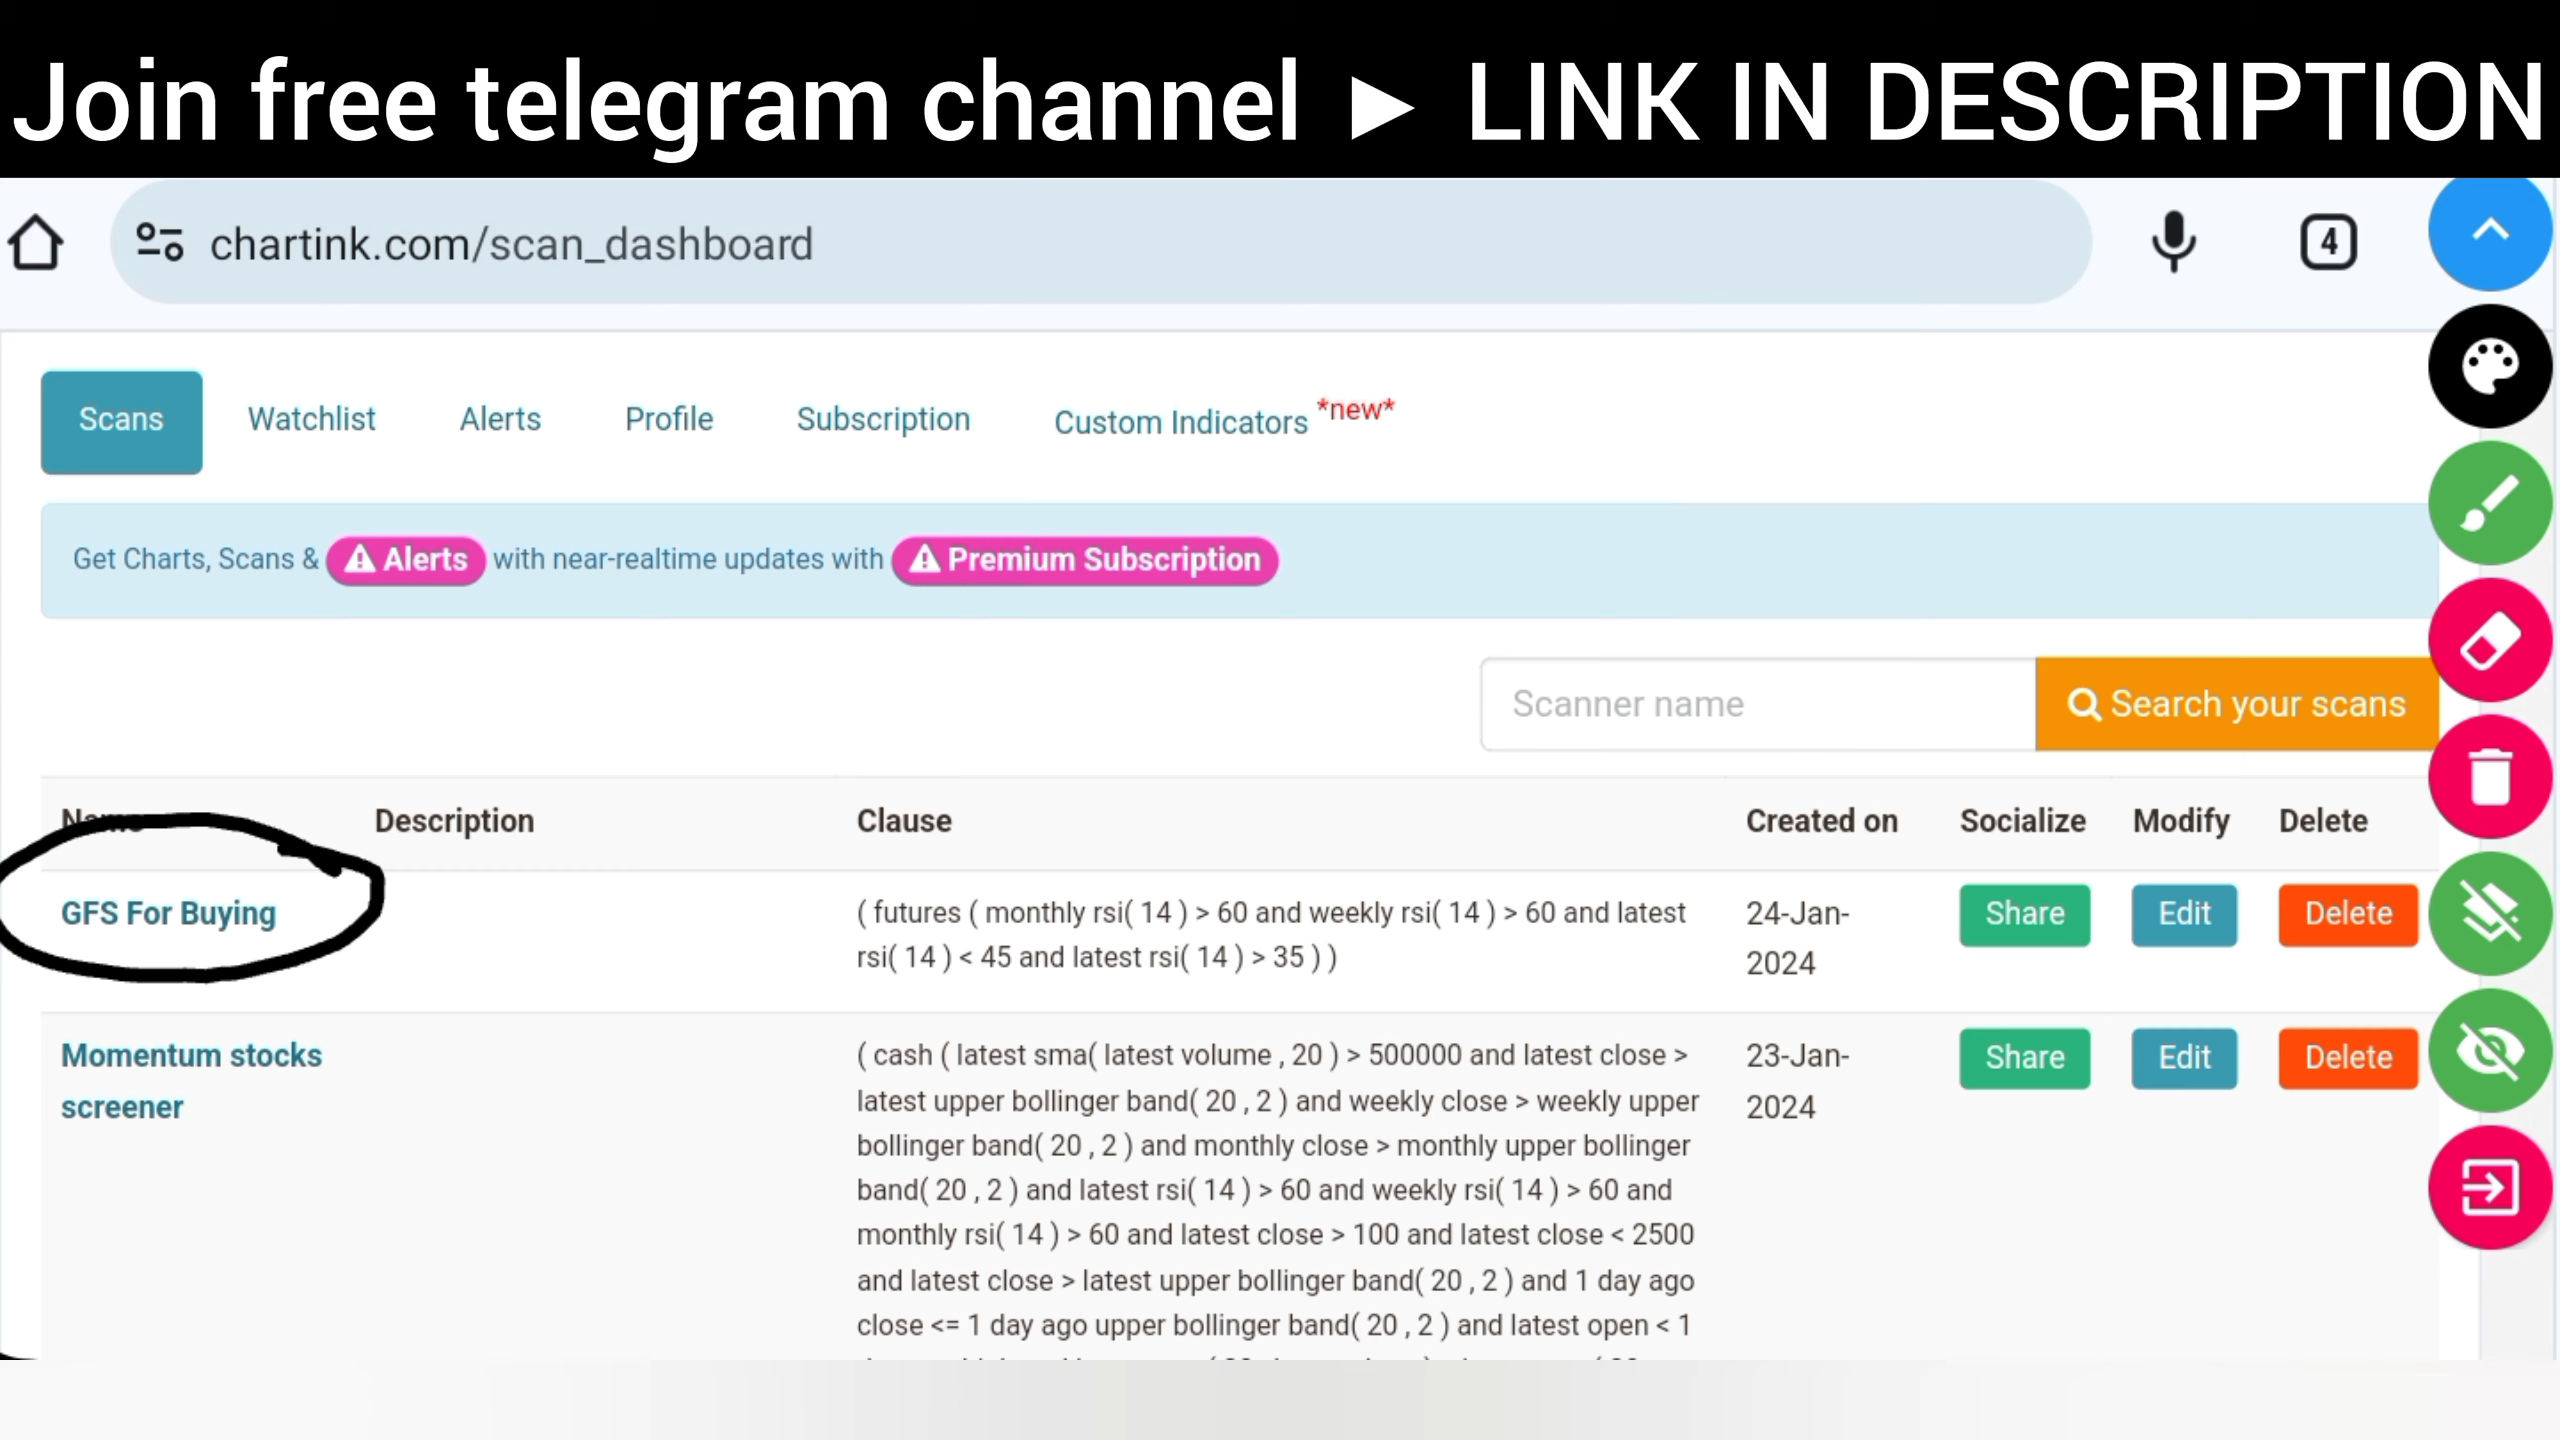 Join free telegram channel ► LINK IN DESCRIPTION
chartink.com/scan_dashboard
4
Scans Watchlist Alerts Profile Subscription Custom Indicators *new*
Get Charts, Scans & Alerts with near-realtime updates with Premium Subscription
Scanner name Search your scans
Name Description Clause Created on Socialize Modify Delete
GFS For Buying ( futures ( monthly rsi( 14 ) > 60 and weekly rsi( 14 ) > 60 and latest 24-Jan- Share Edit Delete
rsi( 14 ) < 45 and latest rsi( 14 ) > 35 ) ) 2024
Momentum stocks ( cash ( latest sma( latest volume , 20 ) > 500000 and latest close > 23-Jan- Share Edit Delete
screener latest upper bollinger band( 20 , 2 ) and weekly close > weekly upper 2024
bollinger band( 20 , 2 ) and monthly close > monthly upper bollinger
band( 20 , 2 ) and latest rsi( 14 ) > 60 and weekly rsi( 14 ) > 60 and
monthly rsi( 14 ) > 60 and latest close > 100 and latest close < 2500
and latest close > latest upper bollinger band( 20 , 2 ) and 1 day ago
close <= 1 day ago upper bollinger band( 20 , 2 ) and latest open < 1